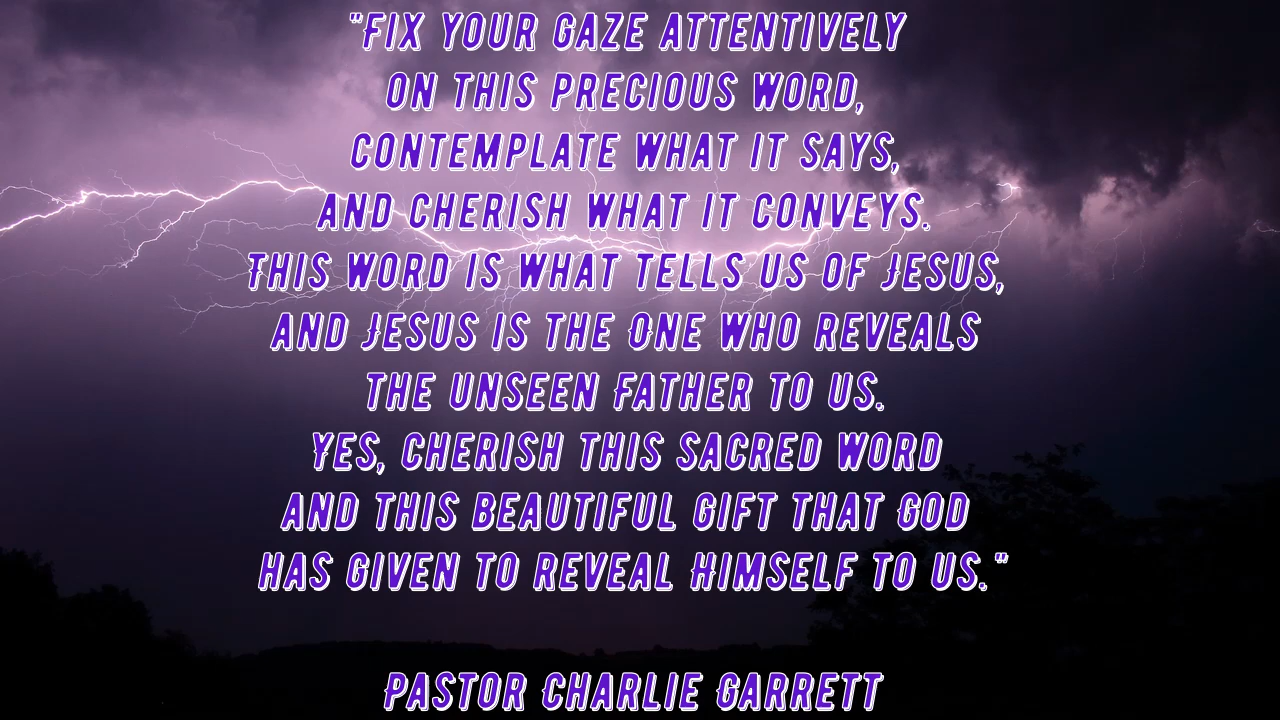 "Fix your gaze attentively
on this precious word,
contemplate what it says,
and cherish what it conveys.
This word is what tells us of Jesus,
and Jesus is the One who reveals
the unseen Father to us.
Yes, cherish this sacred word
and this beautiful gift that God
has given to reveal Himself to us."
Pastor Charlie Garrett